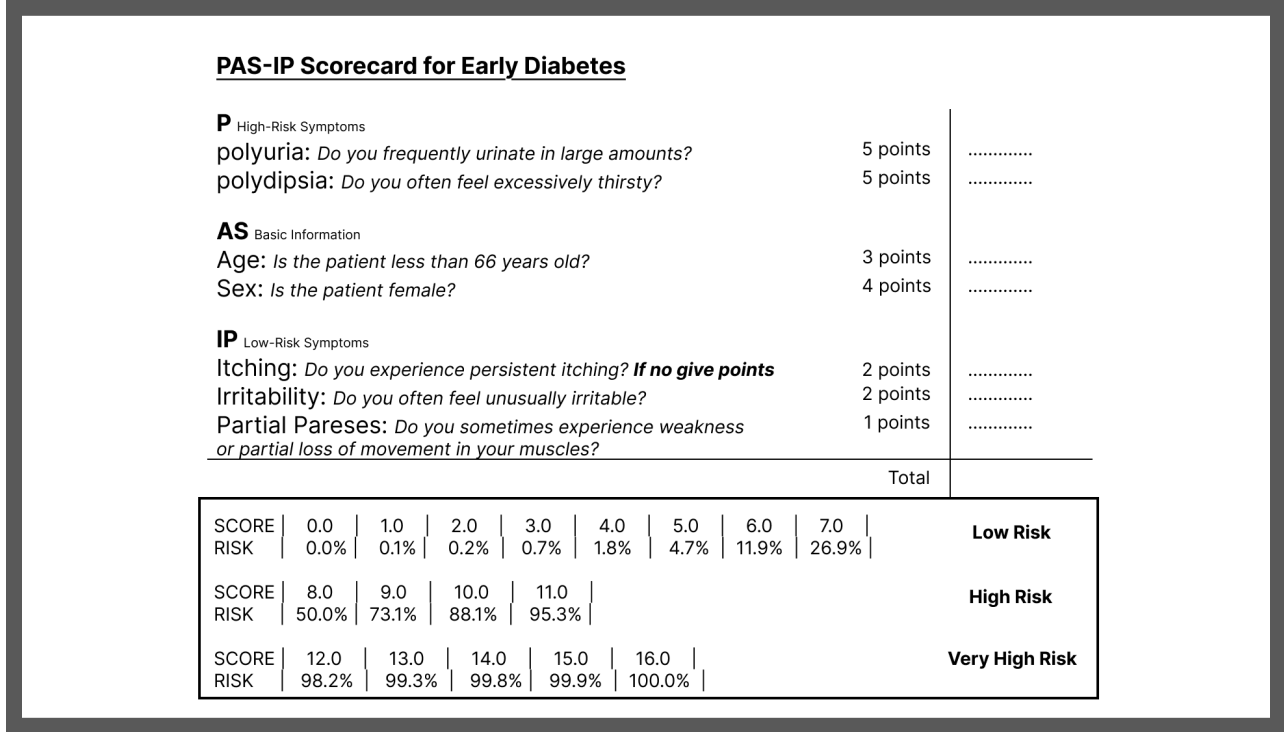 PAS-IP Scorecard for Early Diabetes
P High-Risk Symptoms
polyuria: Do you frequently urinate in large amounts? 5 points .............
polydipsia: Do you often feel excessively thirsty? 5 points .............
AS Basic Information
Age: Is the patient less than 66 years old? 3 points .............
Sex: Is the patient female? 4 points .............
IP Low-Risk Symptoms
Itching: Do you experience persistent itching? If no give points 2 points .............
Irritability: Do you often feel unusually irritable? 2 points .............
Partial Pareses: Do you sometimes experience weakness 1 points .............
or partial loss of movement in your muscles?
Total
SCORE | 0.0 | 1.0 | 2.0 | 3.0 | 4.0 | 5.0 | 6.0 | 7.0 | Low Risk
RISK | 0.0% | 0.1% | 0.2% | 0.7% | 1.8% | 4.7% | 11.9% | 26.9% |
SCORE | 8.0 | 9.0 | 10.0 | 11.0 | High Risk
RISK | 50.0% | 73.1% | 88.1% | 95.3% |
SCORE | 12.0 | 13.0 | 14.0 | 15.0 | 16.0 | Very High Risk
RISK | 98.2% | 99.3% | 99.8% | 99.9% | 100.0% |